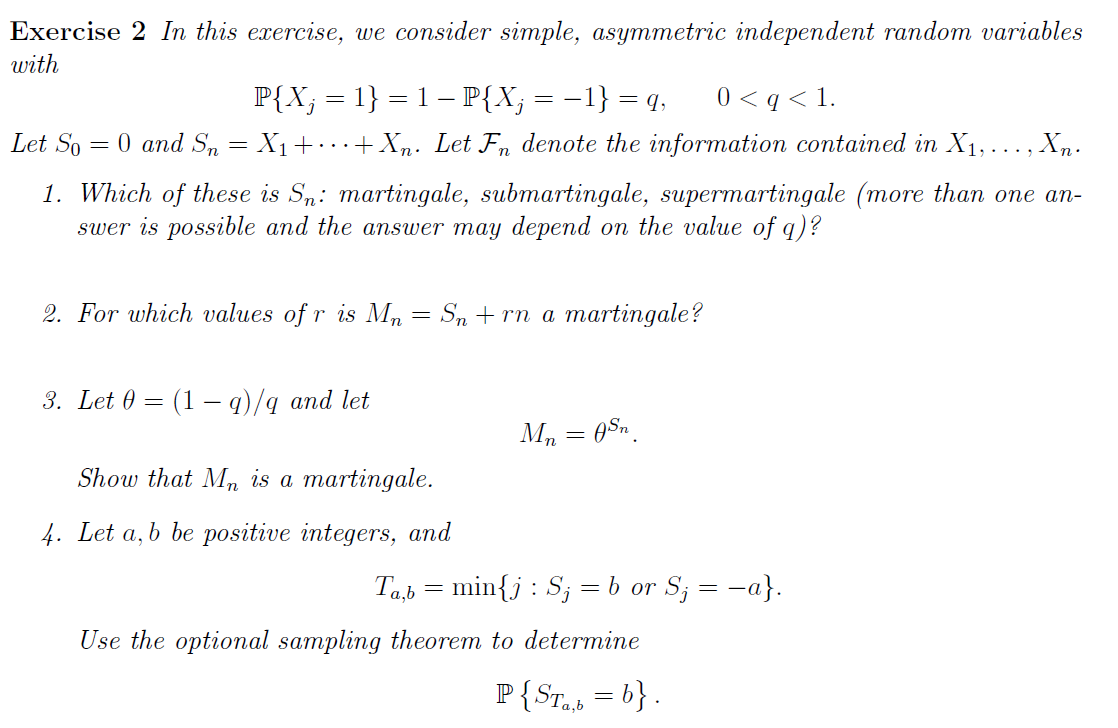 Exercise 2 In this exercise, we consider simple, asymmetric independent random variables
with
ℙ{X_j = 1} = 1 − ℙ{X_j = −1} = q,    0 < q < 1.
Let S_0 = 0 and S_n = X_1 + ⋯ + X_n. Let ℱ_n denote the information contained in X_1, …, X_n.
1. Which of these is S_n: martingale, submartingale, supermartingale (more than one an-
swer is possible and the answer may depend on the value of q)?
2. For which values of r is M_n = S_n + rn a martingale?
3. Let θ = (1 − q)/q and let
M_n = θ^{S_n}.
Show that M_n is a martingale.
4. Let a, b be positive integers, and
T_{a,b} = min{j : S_j = b or S_j = −a}.
Use the optional sampling theorem to determine
ℙ{S_{T_{a,b}} = b}.